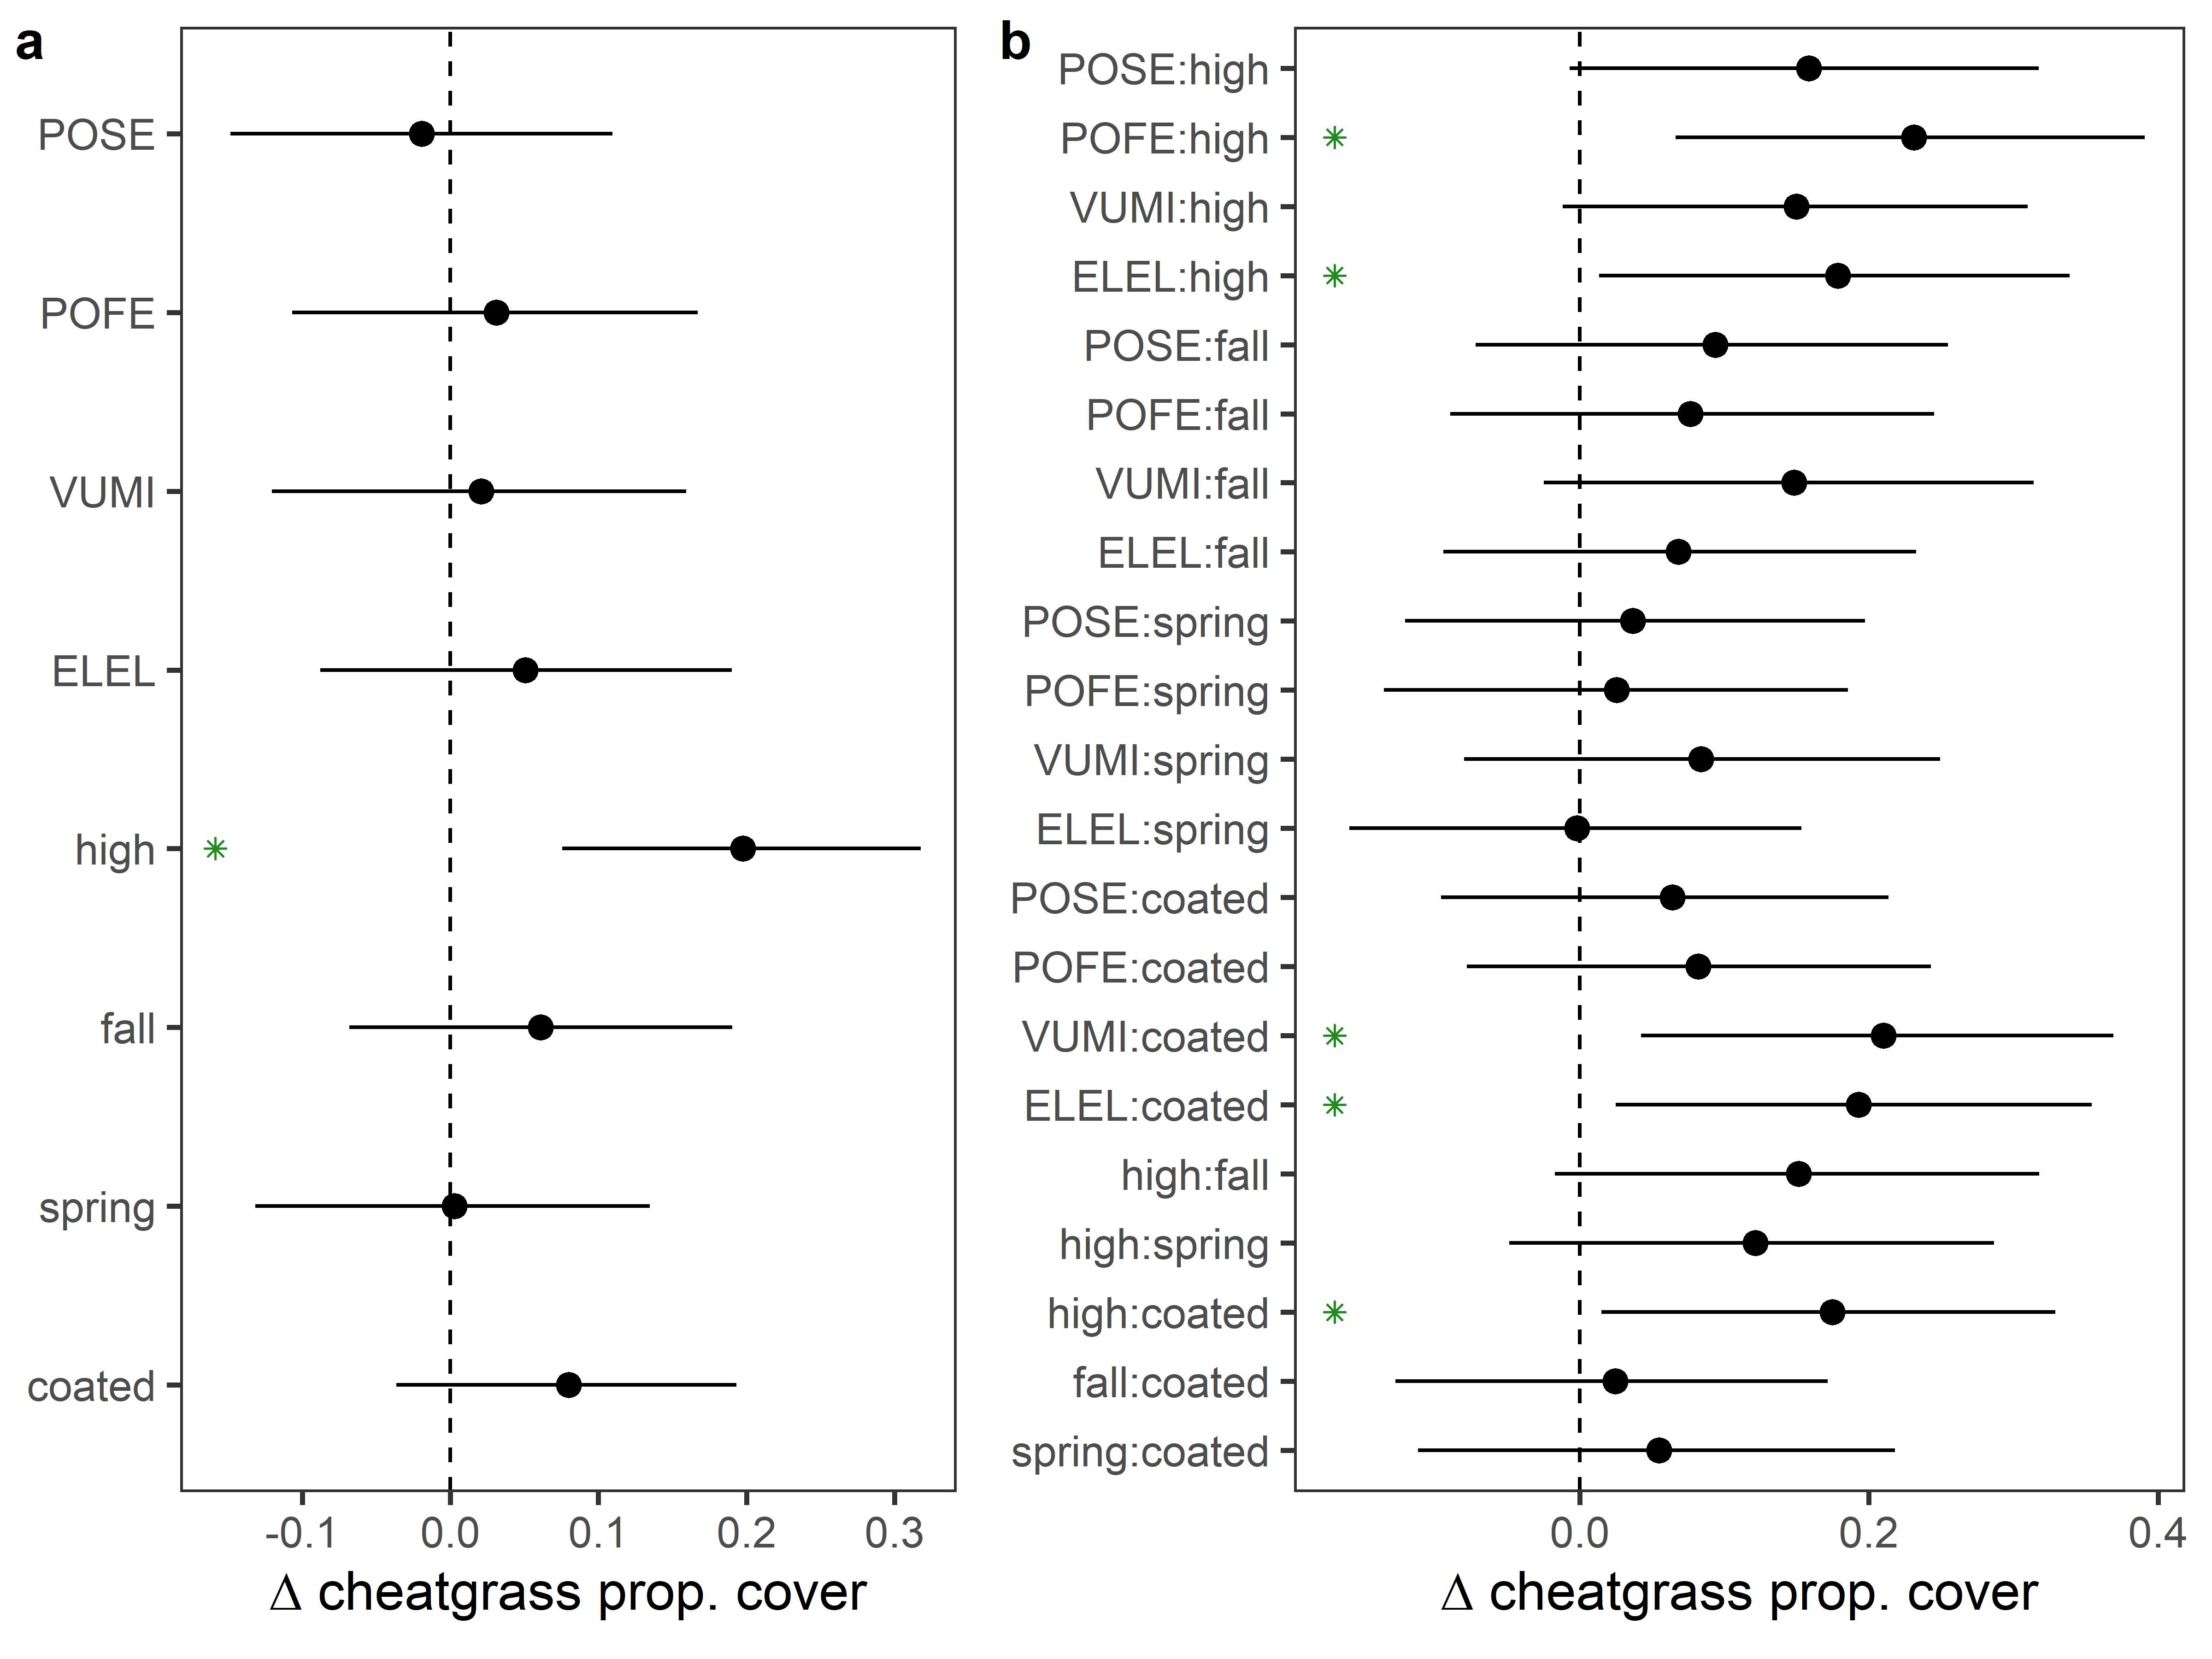 a
POSE
POFE
VUMI
ELEL
high
fall
spring
coated
-0.1 0.0 0.1 0.2 0.3
Δ cheatgrass prop. cover
b
POSE:high
POFE:high
VUMI:high
ELEL:high
POSE:fall
POFE:fall
VUMI:fall
ELEL:fall
POSE:spring
POFE:spring
VUMI:spring
ELEL:spring
POSE:coated
POFE:coated
VUMI:coated
ELEL:coated
high:fall
high:spring
high:coated
fall:coated
spring:coated
0.0 0.2 0.4
Δ cheatgrass prop. cover